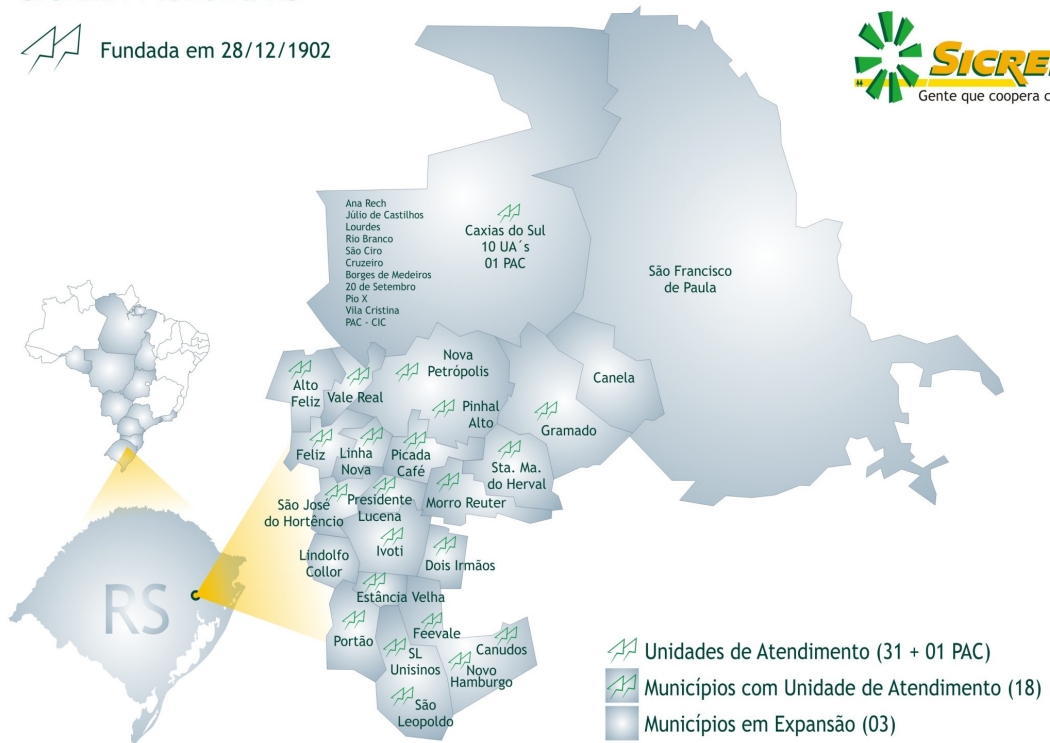 Fundada em 28/12/1902
SICRE
Gente que coopera c
Ana Rech
Júlio de Castilhos
Lourdes
Rio Branco
São Ciro
Cruzeiro
Borges de Medeiros
20 de Setembro
Pio X
Vila Cristina
PAC - CIC
Caxias do Sul
10 UA´s
01 PAC
São Francisco
de Paula
Nova
Petrópolis
Alto
Feliz
Vale Real
Pinhal
Alto
Canela
Gramado
Feliz
Linha
Nova
Picada
Café
Sta. Ma.
do Herval
São José
do Hortêncio
Presidente
Lucena
Morro Reuter
Lindolfo
Collor
Ivoti
Dois Irmãos
Estância Velha
RS
Portão
Feevale
SL
Unisinos
Canudos
Novo
Hamburgo
São
Leopoldo
Unidades de Atendimento (31 + 01 PAC)
Municípios com Unidade de Atendimento (18)
Municípios em Expansão (03)